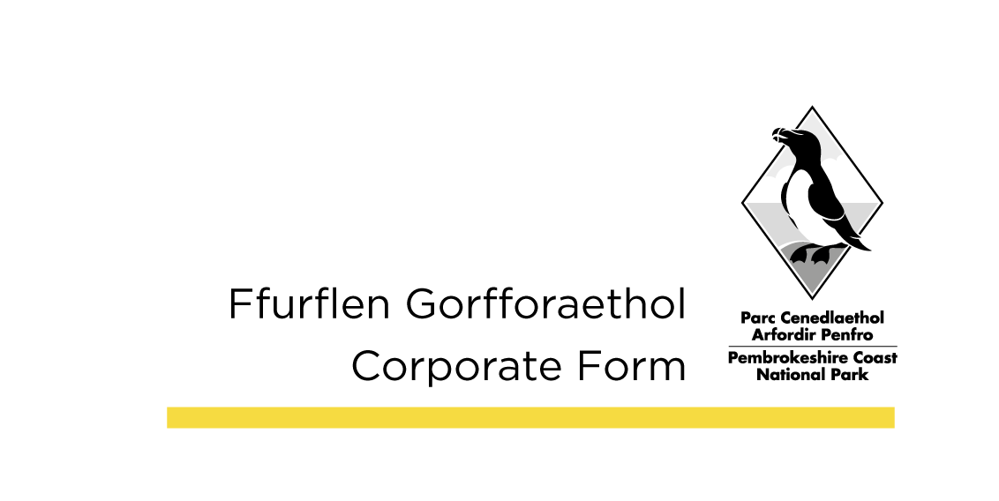 Ffurflen Gorfforaethol
Corporate Form
Parc Cenedlaethol
Arfordir Penfro
Pembrokeshire Coast
National Park